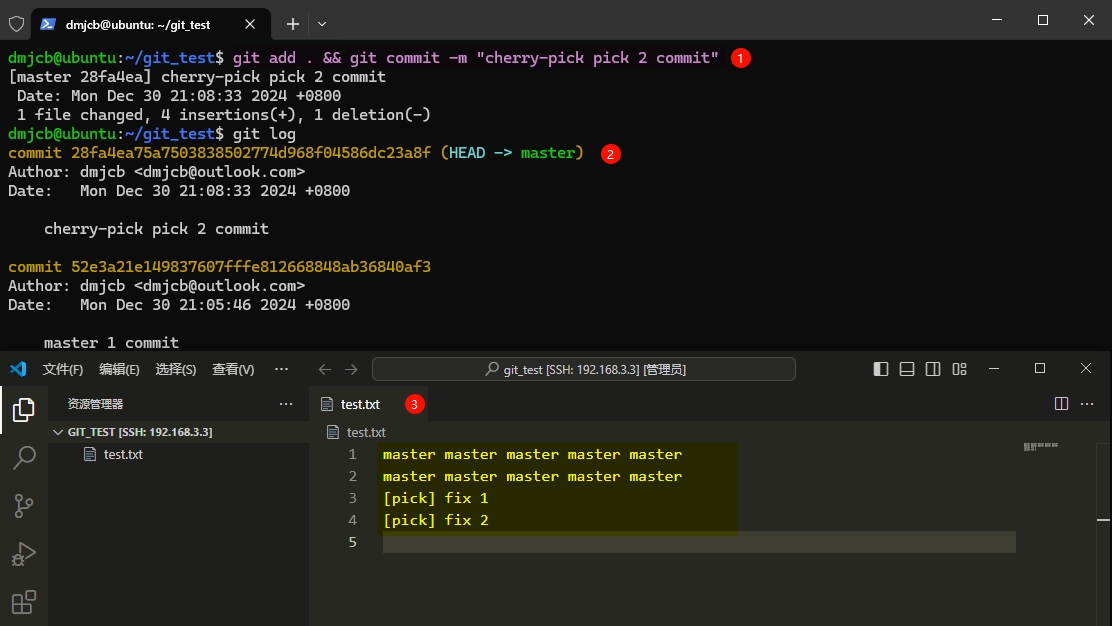 dmjcb@ubuntu: ~/git_test
dmjcb@ubuntu:~/git_test$ git add . && git commit -m "cherry-pick pick 2 commit" 1
[master 28fa4ea] cherry-pick pick 2 commit
Date: Mon Dec 30 21:08:33 2024 +0800
1 file changed, 4 insertions(+), 1 deletion(-)
dmjcb@ubuntu:~/git_test$ git log
commit 28fa4ea75a7503838502774d968f04586dc23a8f (HEAD -> master) 2
Author: dmjcb <dmjcb@outlook.com>
Date:   Mon Dec 30 21:08:33 2024 +0800
cherry-pick pick 2 commit
commit 52e3a21e149837607fffe812668848ab36840af3
Author: dmjcb <dmjcb@outlook.com>
Date:   Mon Dec 30 21:05:46 2024 +0800
master 1 commit
文件(F) 编辑(E) 选择(S) 查看(V) ··· git_test [SSH: 192.168.3.3] [管理员]
资源管理器 ··· test.txt 3 ···
GIT_TEST [SSH: 192.168.3.3] test.txt
test.txt
1 master master master master master
2 master master master master master
3 [pick] fix 1
4 [pick] fix 2
5